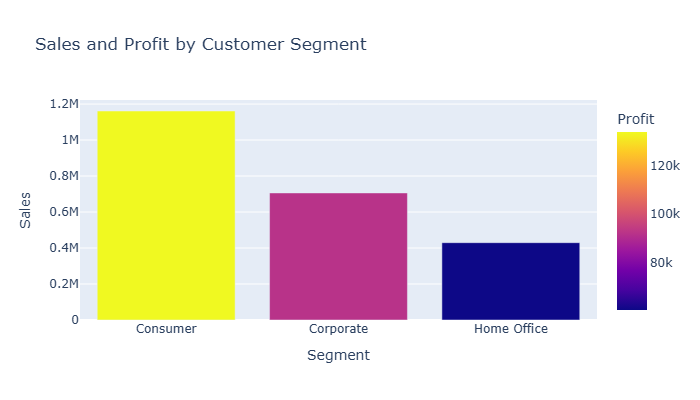 Sales and Profit by Customer Segment
Profit
1.2M
1M
0.8M
0.6M
0.4M
0.2M
0
Sales
120k
100k
80k
Consumer
Corporate
Home Office
Segment